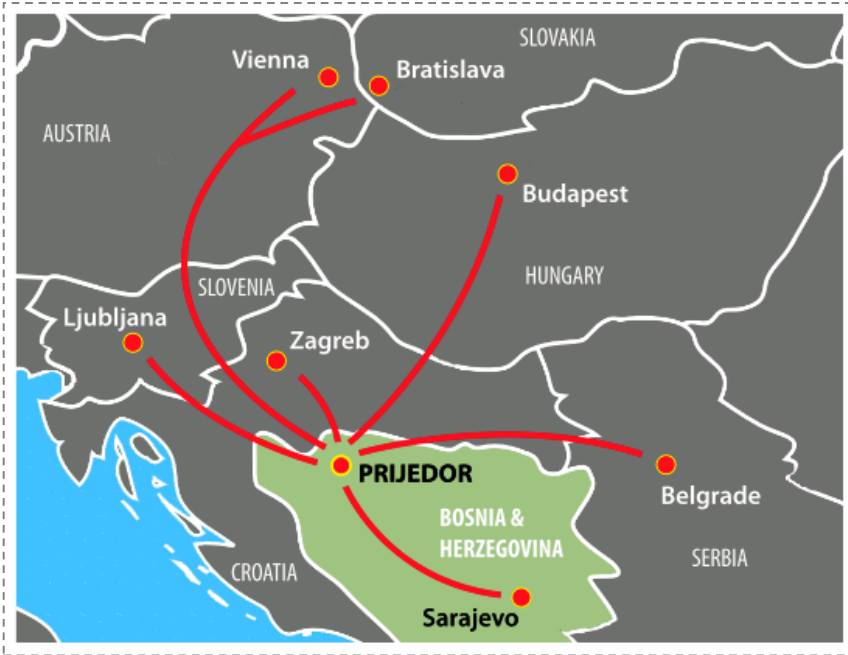 SLOVAKIA
Vienna
Bratislava
AUSTRIA
Budapest
HUNGARY
SLOVENIA
Ljubljana
Zagreb
PRIJEDOR
Belgrade
BOSNIA &
HERZEGOVINA
SERBIA
CROATIA
Sarajevo